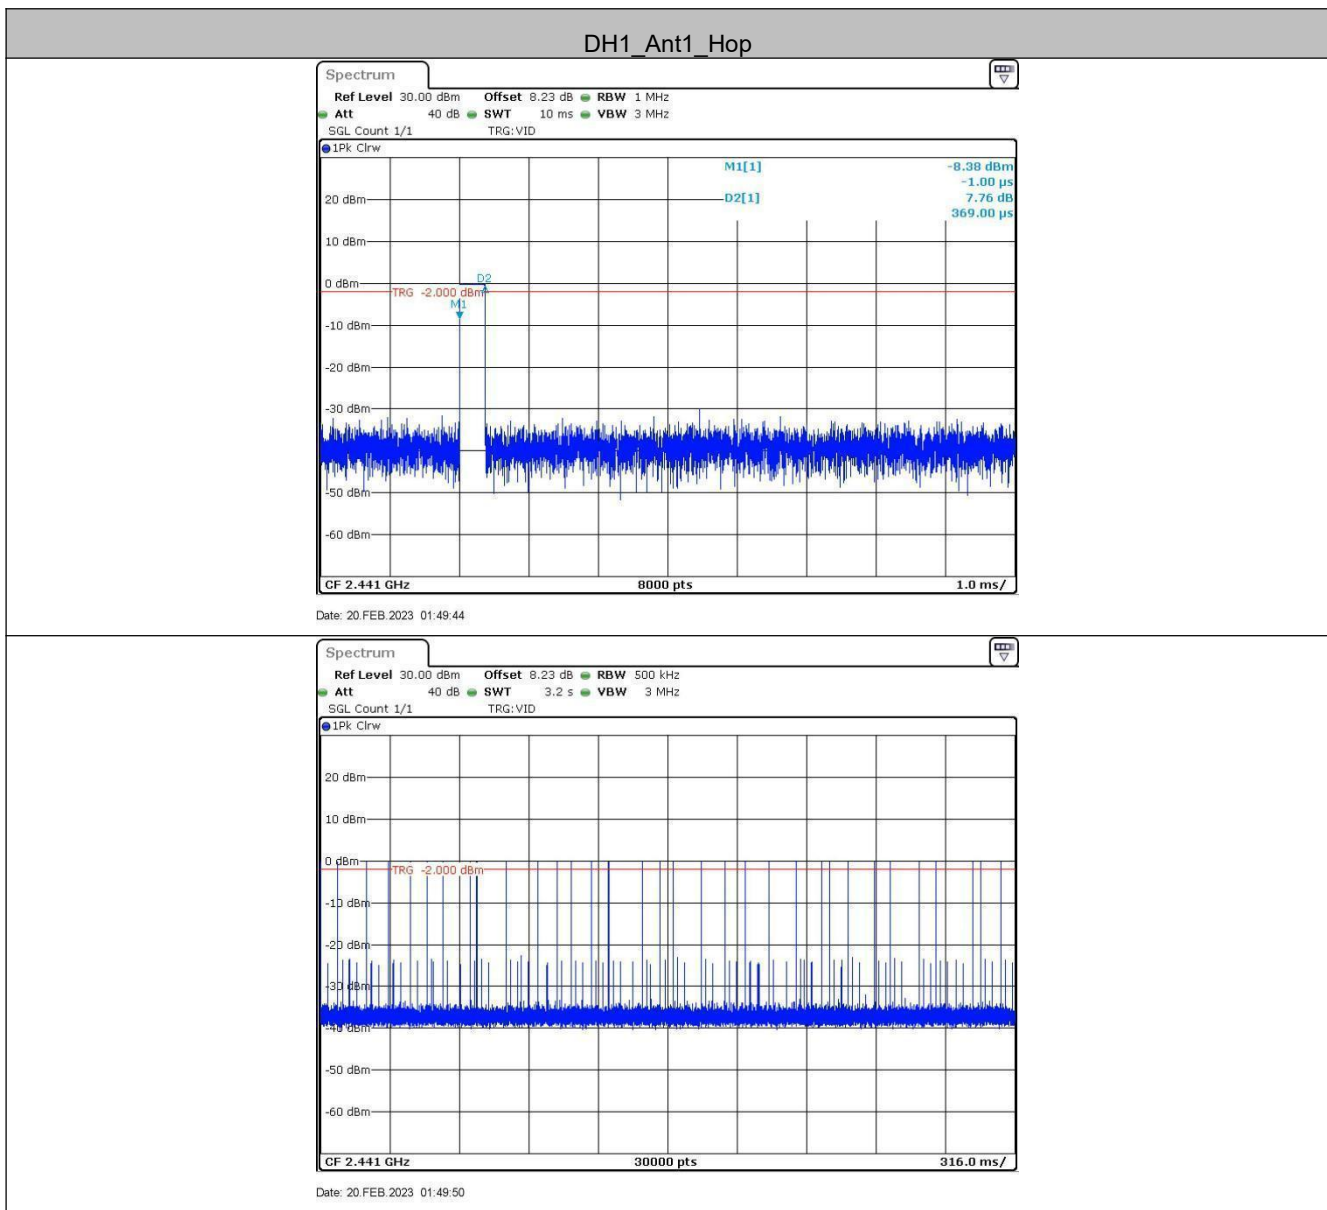 DH1_Ant1_Hop
Spectrum
Ref Level 30.00 dBm Offset 8.23 dB RBW 1 MHz
Att 40 dB SWT 10 ms VBW 3 MHz
SGL Count 1/1 TRG:VID
1Pk Clrw
M1[1] -8.38 dBm
-1.00 µs
20 dBm D2[1] 7.76 dB
369.00 µs
10 dBm
D2
0 dBm
TRG -2.000 dBm
M1
-10 dBm
-20 dBm
-30 dBm
-50 dBm
-60 dBm
CF 2.441 GHz 8000 pts 1.0 ms/
Date: 20.FEB.2023 01:49:44
Spectrum
Ref Level 30.00 dBm Offset 8.23 dB RBW 500 kHz
Att 40 dB SWT 3.2 s VBW 3 MHz
SGL Count 1/1 TRG:VID
1Pk Clrw
20 dBm
10 dBm
0 dBm
TRG -2.000 dBm
-10 dBm
-20 dBm
-30 dBm
-40 dBm
-50 dBm
-60 dBm
CF 2.441 GHz 30000 pts 316.0 ms/
Date: 20.FEB.2023 01:49:50